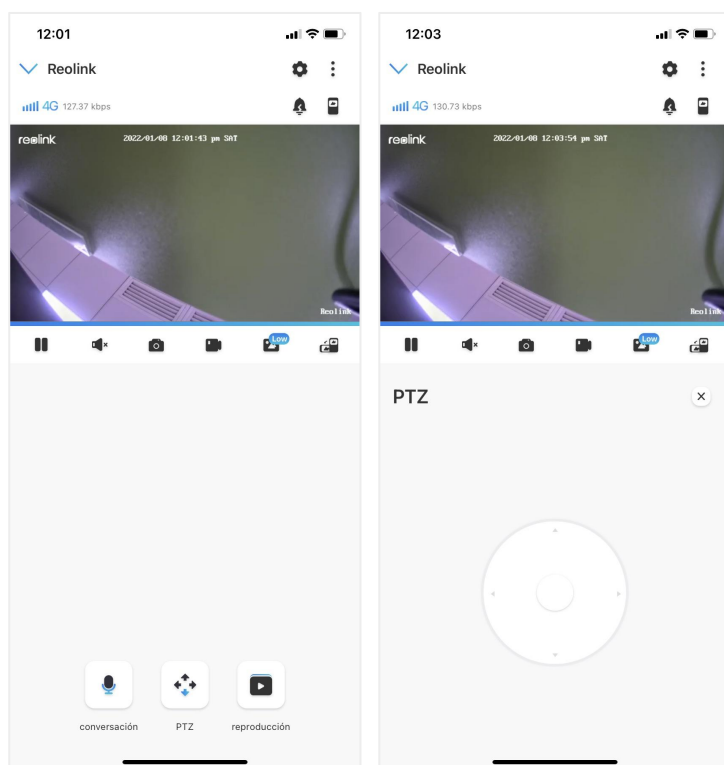 12:01
Reolink
4G 127.37 kbps
reolink
2022/01/08 12:01:43 pm SAT
Reolink
Low
conversación
PTZ
reproducción
12:03
Reolink
4G 130.73 kbps
reolink
2022/01/08 12:03:54 pm SAT
Reolink
Low
PTZ